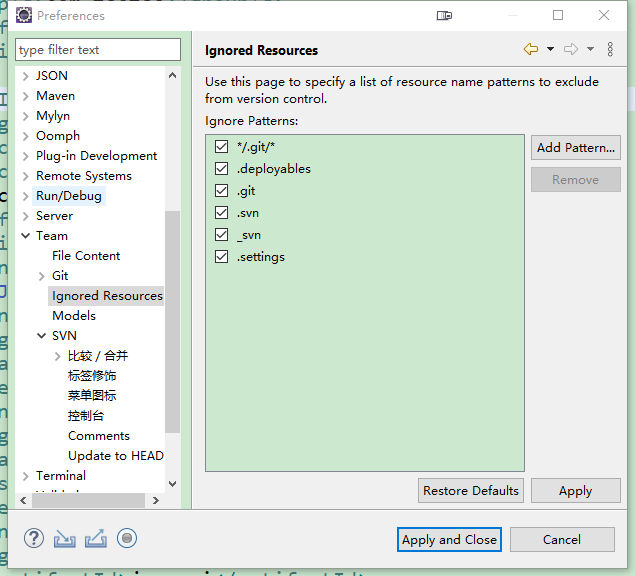 Preferences
type filter text
JSON
Maven
Mylyn
Oomph
Plug-in Development
Remote Systems
Run/Debug
Server
Team
File Content
Git
Ignored Resources
Models
SVN
比较 / 合并
标签修饰
菜单图标
控制台
Comments
Update to HEAD
Terminal
Ignored Resources
Use this page to specify a list of resource name patterns to exclude
from version control.
Ignore Patterns:
*/.git/*
.deployables
.git
.svn
_svn
.settings
Add Pattern...
Remove
Restore Defaults
Apply
Apply and Close
Cancel